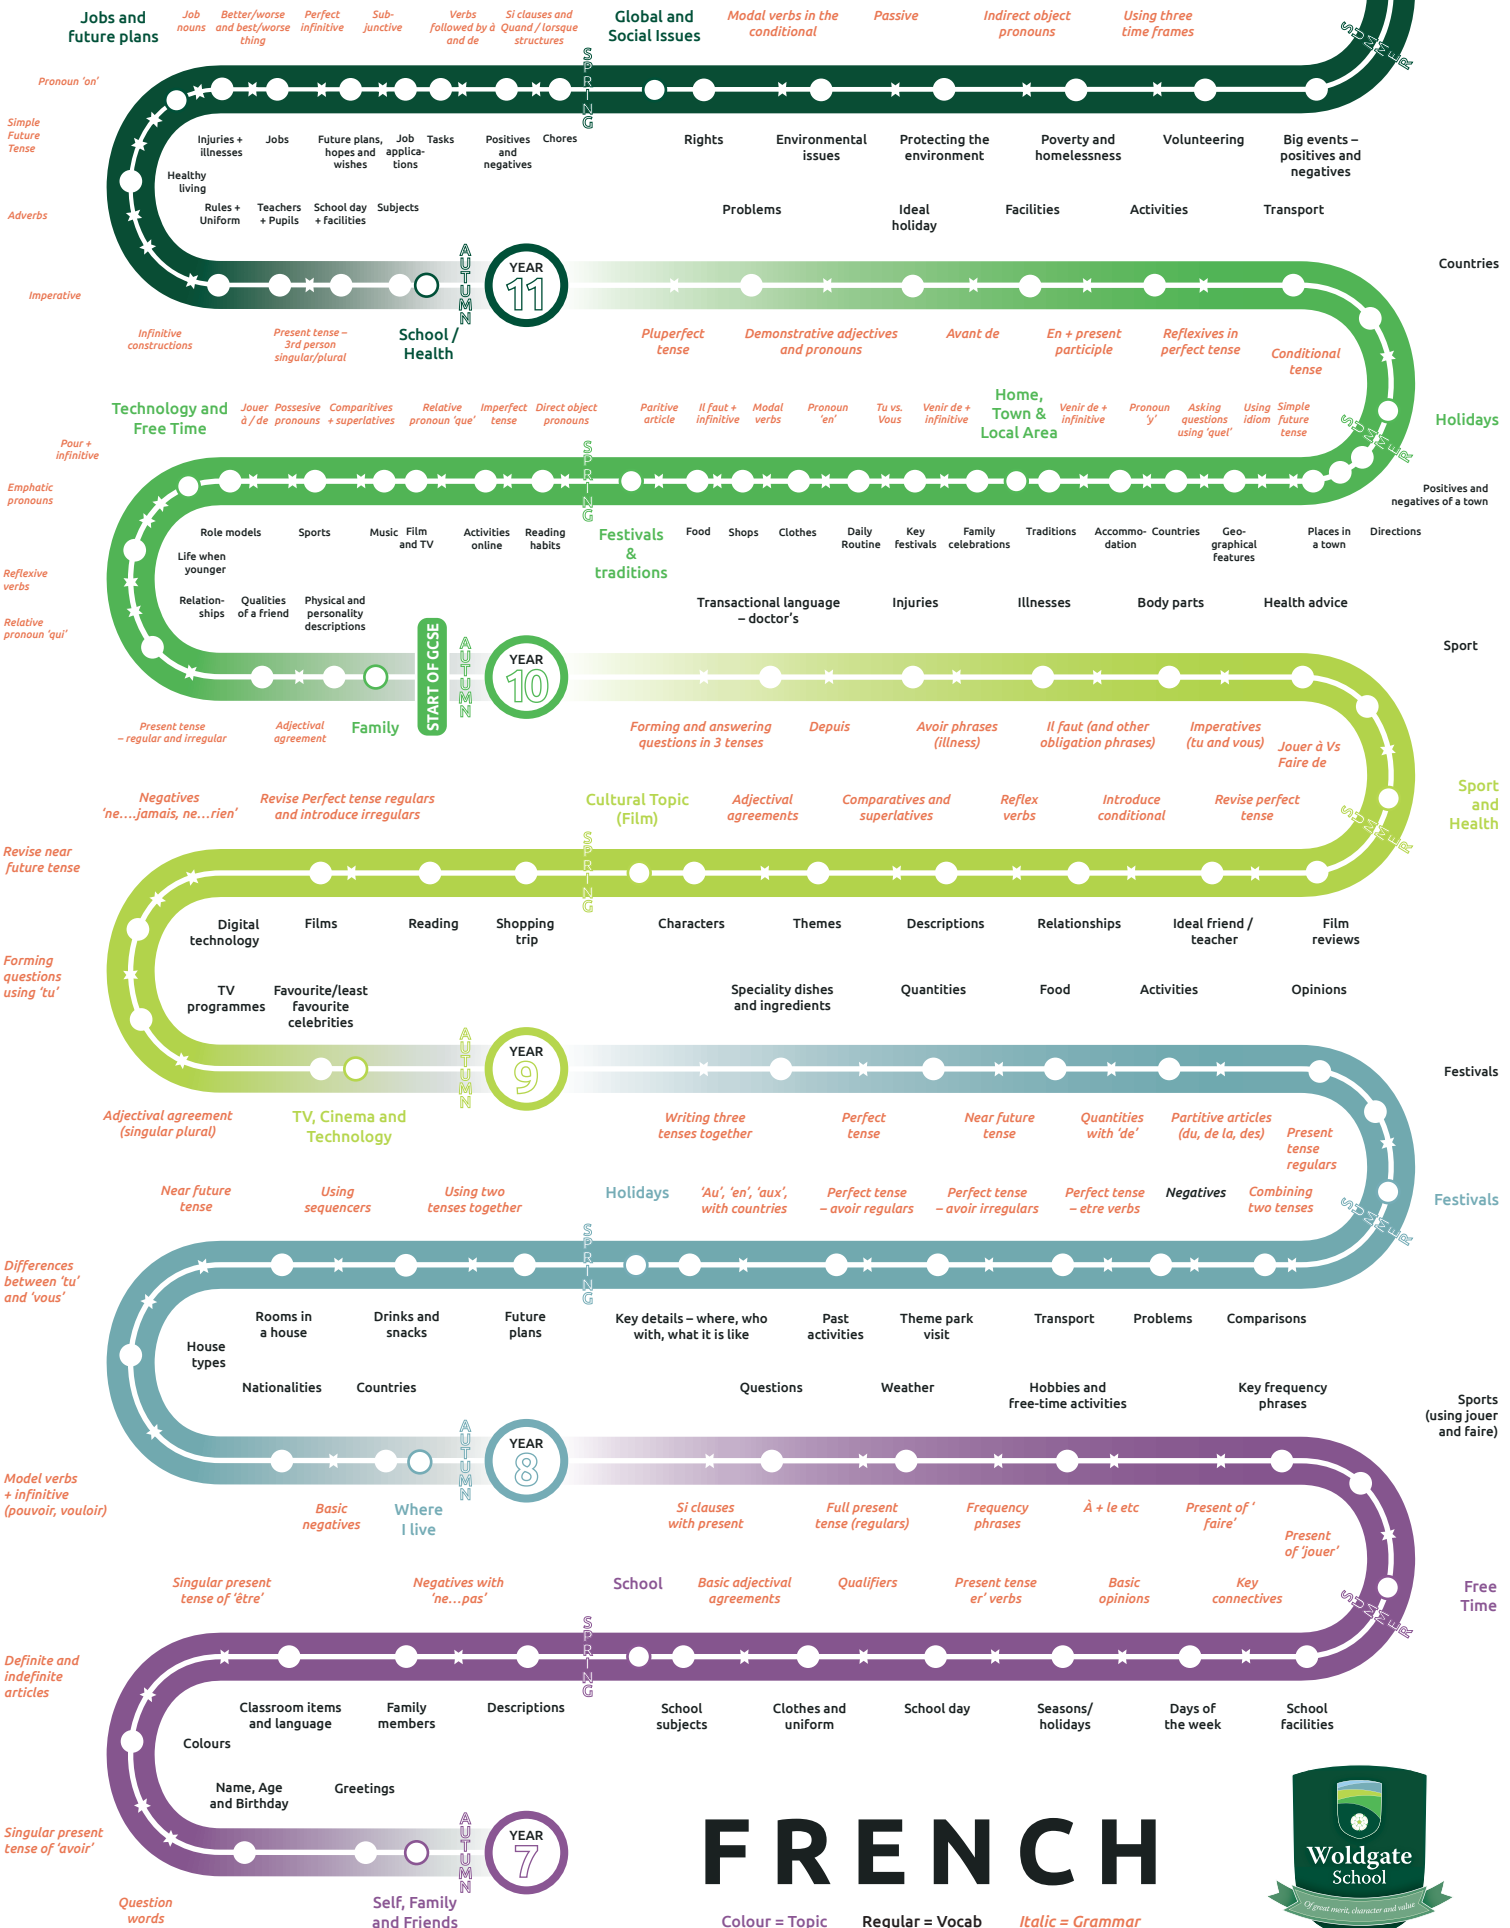 Jobs and
future plans
Job
nouns
Better/worse
and best/worse
thing
Perfect
infinitive
Sub-
junctive
Verbs
followed by à
and de
Si clauses and
Quand / lorsque
structures
Global and
Social Issues
Modal verbs in the
conditional
Passive
Indirect object
pronouns
Using three
time frames
SUMMER
SPRING
Pronoun ‘on’
Simple
Future
Tense
Adverbs
Imperative
Injuries +
illnesses
Jobs
Future plans,
hopes and
wishes
Job
applica-
tions
Tasks
Positives
and
negatives
Chores
Rights
Environmental
issues
Protecting the
environment
Poverty and
homelessness
Volunteering
Big events –
positives and
negatives
Healthy
living
Rules +
Uniform
Teachers
+ Pupils
School day
+ facilities
Subjects
Problems
Ideal
holiday
Facilities
Activities
Transport
Countries
AUTUMN
YEAR
11
Infinitive
constructions
Present tense –
3rd person
singular/plural
School /
Health
Pluperfect
tense
Demonstrative adjectives
and pronouns
Avant de
En + present
participle
Reflexives in
perfect tense
Conditional
tense
Technology and
Free Time
Jouer
à / de
Possesive
pronouns
Comparitives
+ superlatives
Relative
pronoun ‘que’
Imperfect
tense
Direct object
pronouns
Paritive
article
Il faut +
infinitive
Modal
verbs
Pronoun
‘en’
Tu vs.
Vous
Venir de +
infinitive
Home,
Town &
Local Area
Venir de +
infinitive
Pronoun
‘y’
Asking
questions
using ‘quel’
Using
idiom
Simple
future
tense
SUMMER
Holidays
SPRING
Pour +
infinitive
Emphatic
pronouns
Reflexive
verbs
Relative
pronoun ‘qui’
Positives and
negatives of a town
Role models
Sports
Music
Film
and TV
Activities
online
Reading
habits
Festivals
&
traditions
Food
Shops
Clothes
Daily
Routine
Key
festivals
Family
celebrations
Traditions
Accommo-
dation
Countries
Geo-
graphical
features
Places in
a town
Directions
Life when
younger
Relation-
ships
Qualities
of a friend
Physical and
personality
descriptions
START OF GCSE
Transactional language
– doctor’s
Injuries
Illnesses
Body parts
Health advice
Sport
AUTUMN
YEAR
10
Present tense
– regular and irregular
Adjectival
agreement
Family
Forming and answering
questions in 3 tenses
Depuis
Avoir phrases
(illness)
Il faut (and other
obligation phrases)
Imperatives
(tu and vous)
Jouer à Vs
Faire de
Negatives
‘ne….jamais, ne…rien’
Revise Perfect tense regulars
and introduce irregulars
Cultural Topic
(Film)
Adjectival
agreements
Comparatives and
superlatives
Reflex
verbs
Introduce
conditional
Revise perfect
tense
SUMMER
Sport
and
Health
SPRING
Revise near
future tense
Forming
questions
using ‘tu’
Digital
technology
Films
Reading
Shopping
trip
Characters
Themes
Descriptions
Relationships
Ideal friend /
teacher
Film
reviews
TV
programmes
Favourite/least
favourite
celebrities
Speciality dishes
and ingredients
Quantities
Food
Activities
Opinions
Festivals
AUTUMN
YEAR
9
Adjectival agreement
(singular plural)
TV, Cinema and
Technology
Writing three
tenses together
Perfect
tense
Near future
tense
Quantities
with ‘de’
Partitive articles
(du, de la, des)
Present
tense
regulars
Near future
tense
Using
sequencers
Using two
tenses together
Holidays
‘Au’, ‘en’, ‘aux’,
with countries
Perfect tense
– avoir regulars
Perfect tense
– avoir irregulars
Perfect tense
– etre verbs
Negatives
Combining
two tenses
SUMMER
Festivals
SPRING
Differences
between ‘tu’
and ‘vous’
Rooms in
a house
Drinks and
snacks
Future
plans
Key details – where, who
with, what it is like
Past
activities
Theme park
visit
Transport
Problems
Comparisons
House
types
Nationalities
Countries
Questions
Weather
Hobbies and
free-time activities
Key frequency
phrases
Sports
(using jouer
and faire)
AUTUMN
YEAR
8
Model verbs
+ infinitive
(pouvoir, vouloir)
Basic
negatives
Where
I live
Si clauses
with present
Full present
tense (regulars)
Frequency
phrases
À + le etc
Present of ‘
faire’
Present
of ‘jouer’
Singular present
tense of ‘être’
Negatives with
‘ne…pas’
School
Basic adjectival
agreements
Qualifiers
Present tense
er’ verbs
Basic
opinions
Key
connectives
SUMMER
Free
Time
SPRING
Definite and
indefinite
articles
Classroom items
and language
Family
members
Descriptions
School
subjects
Clothes and
uniform
School day
Seasons/
holidays
Days of
the week
School
facilities
Colours
Name, Age
and Birthday
Greetings
AUTUMN
YEAR
7
Singular present
tense of ‘avoir’
Question
words
Self, Family
and Friends
FRENCH
Colour = Topic
Regular = Vocab
Italic = Grammar
Woldgate
School
Of great merit, character and value